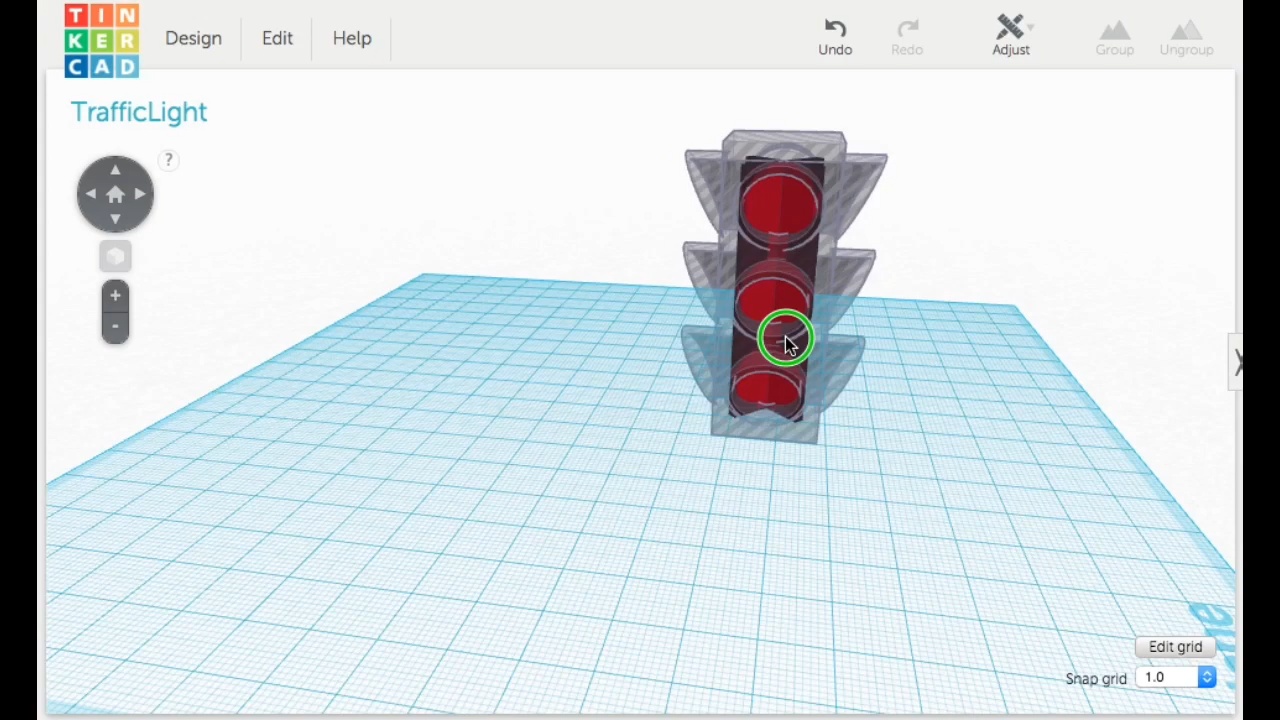 TIN
KER
CAD
Design
Edit
Help
Undo
Redo
Adjust
Group
Ungroup
TrafficLight
?
+
-
Edit grid
Snap grid 1.0